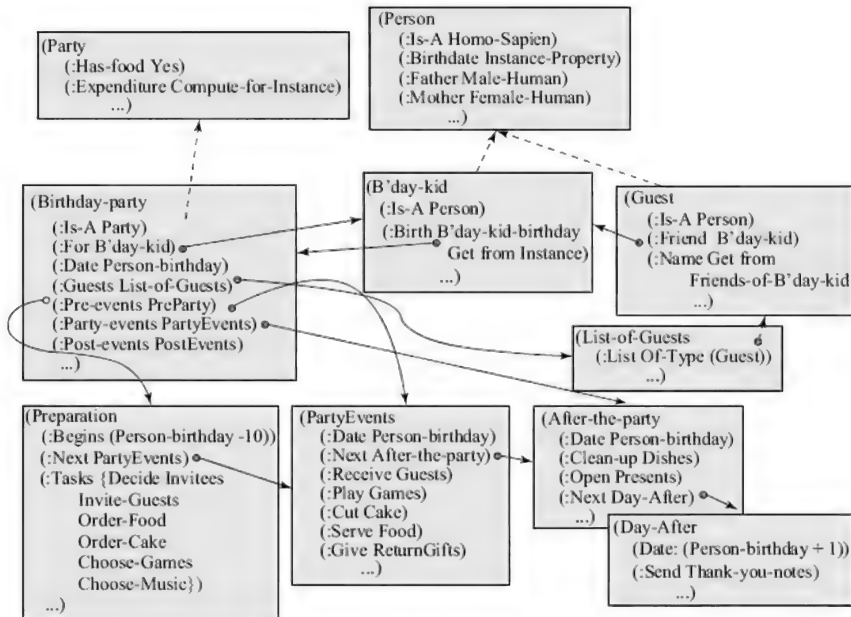 (Party
(:Has-food Yes)
(:Expenditure Compute-for-Instance)
...)
(Person
(:Is-A Homo-Sapien)
(:Birthdate Instance-Property)
(:Father Male-Human)
(:Mother Female-Human)
...)
(Birthday-party
(:Is-A Party)
(:For B'day-kid)
(:Date Person-birthday)
(:Guests List-of-Guests)
(:Pre-events PreParty)
(:Party-events PartyEvents)
(:Post-events PostEvents)
...)
(B'day-kid
(:Is-A Person)
(:Birth B'day-kid-birthday
Get from Instance)
...)
(Guest
(:Is-A Person)
(:Friend B'day-kid)
(:Name Get from
Friends-of-B'day-kid
...)
(List-of-Guests
(:List Of-Type (Guest))
...)
(Preparation
(:Begins (Person-birthday -10))
(:Next PartyEvents)
(:Tasks {Decide Invitees
Invite-Guests
Order-Food
Order-Cake
Choose-Games
Choose-Music})
...)
(PartyEvents
(:Date Person-birthday)
(:Next After-the-party)
(:Receive Guests)
(:Play Games)
(:Cut Cake)
(:Serve Food)
(:Give ReturnGifts)
...)
(After-the-party
(:Date Person-birthday)
(:Clean-up Dishes)
(:Open Presents)
(:Next Day-After)
...)
(Day-After
(Date: (Person-birthday + 1))
(:Send Thank-you-notes)
...)